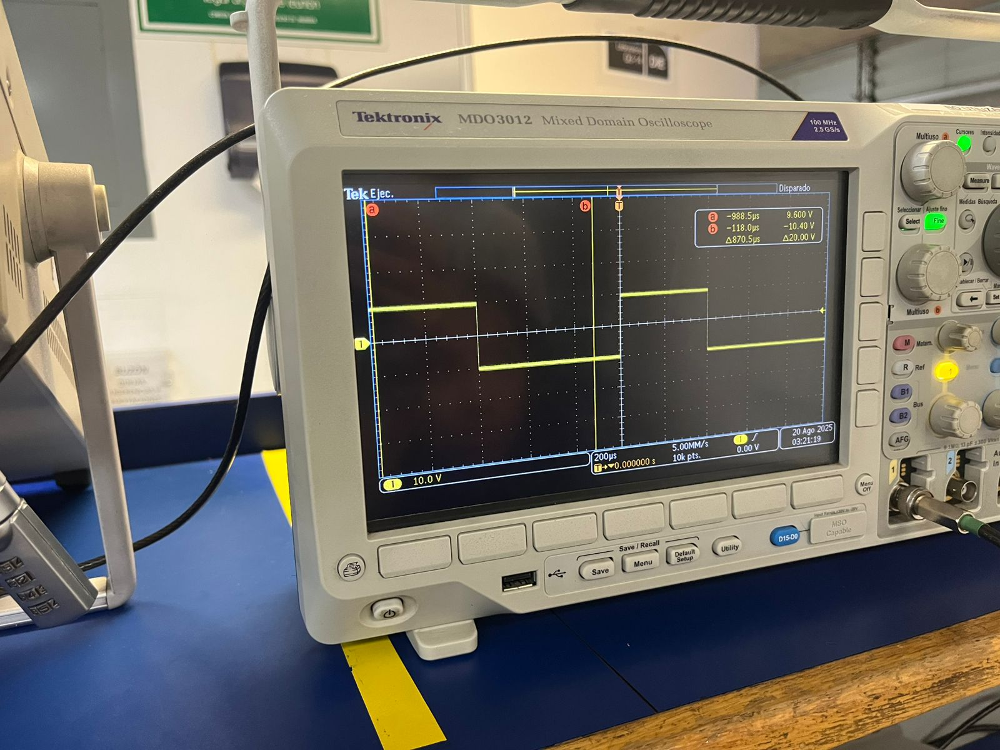 Tektronix MDO3012 Mixed Domain Oscilloscope
100 MHz
2.5 GS/s
Tek Ejec.
Disparado
a
b
T
T
a -988.5µs 9.600 V
b -118.0µs -10.40 V
Δ870.5µs Δ20.00 V
1
1 10.0 V
200µs
T→▼0.000000 s
5.00MM/s
10k pts.
1
0.00 V
20 Ago 2025
03:21:19
Multiuso a
Cursores
Measure
Medidas
Búsqueda
Seleccionar
Ajuste fino
Select
Fine
Multiuso b
M Matam.
R Ref
B1
Bus
B2
AFG
1
1
2
Menu
Off
MSO
Capable
D15-D0
Save / Recall
Save
Menu
Default
Setup
Utility